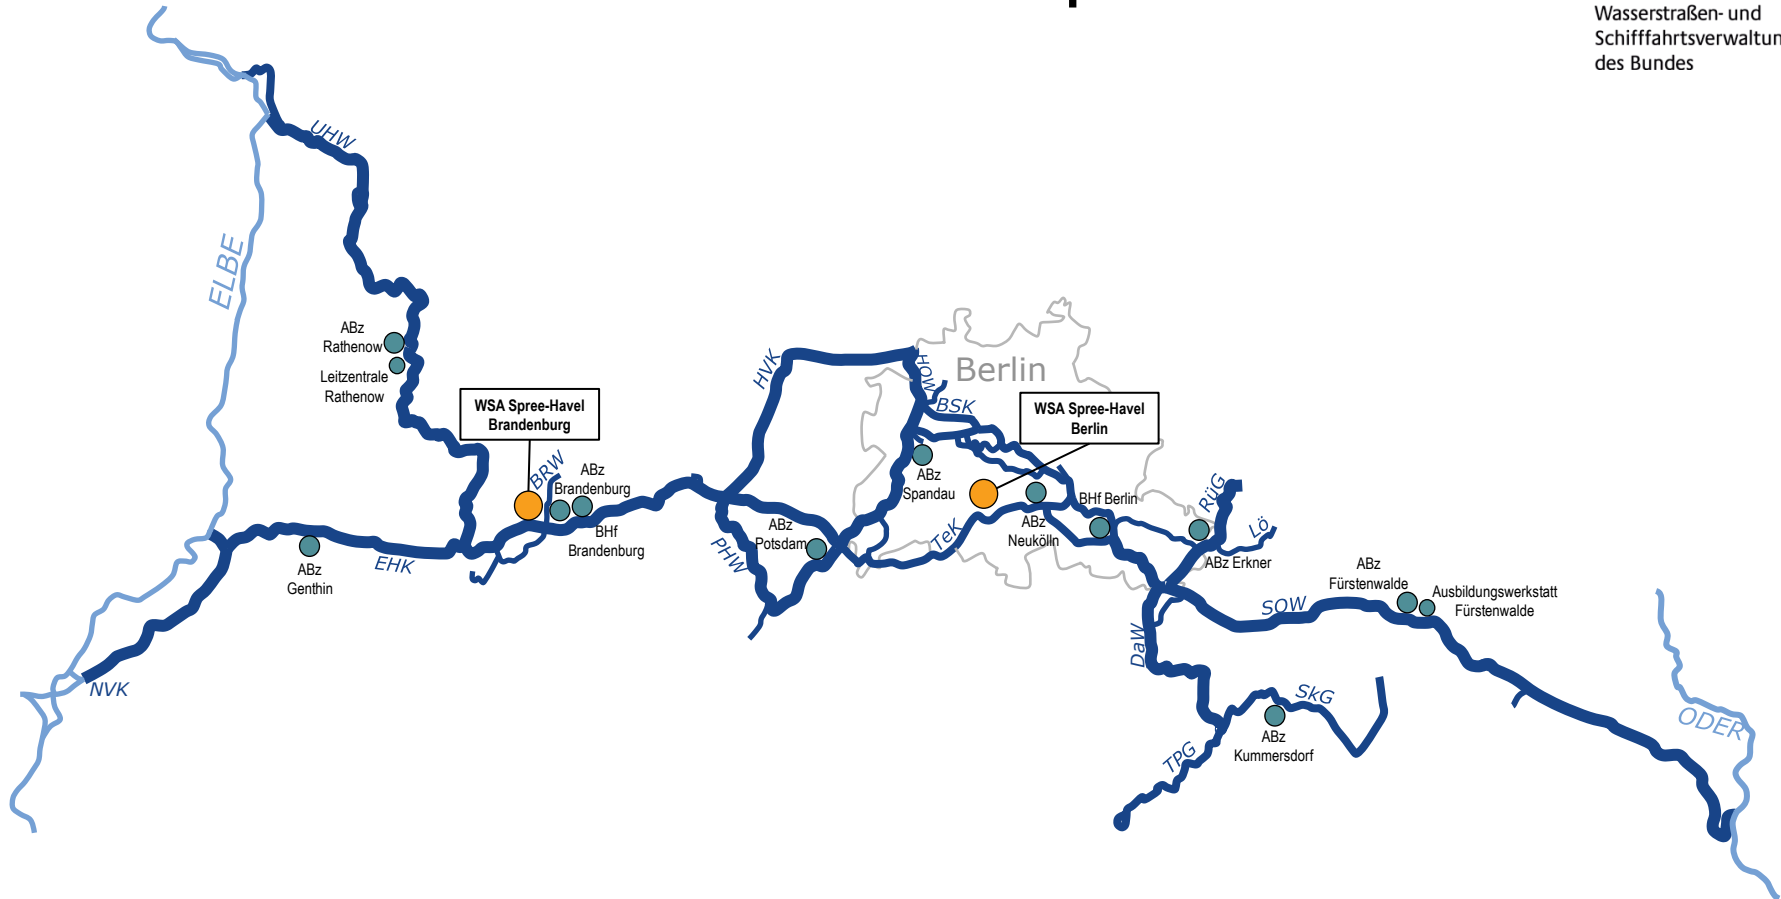 Wasserstraßen- und
Schifffahrtsverwaltun
des Bundes
UHW
ELBE
ABz
Rathenow
Leitzentrale
Rathenow
WSA Spree-Havel
Brandenburg
BRW
ABz
Brandenburg
BHf
Brandenburg
ABz
Genthin
EHK
NVK
HVK
HOW
Berlin
BSK
WSA Spree-Havel
Berlin
ABz
Spandau
ABz
Potsdam
PHW
TeK
ABz
Neukölln
BHf Berlin
RüG
Lö
ABz Erkner
DaW
SOW
ABz
Fürstenwalde
Ausbildungswerkstatt
Fürstenwalde
SkG
ABz
Kummersdorf
TPG
ODER